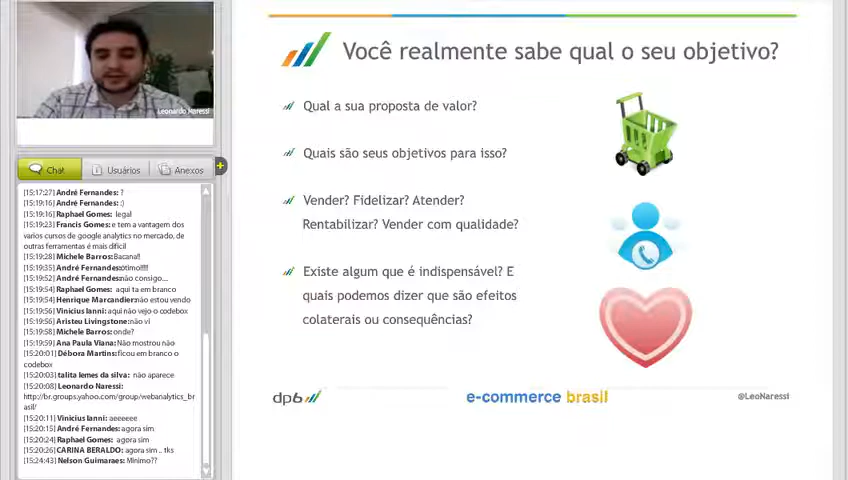 Leonardo Naressi
Chat
Usuários
Anexos
[15:17:27] André Fernandes: ?
[15:19:16] André Fernandes: :)
[15:19:16] Raphael Gomes: legal
[15:19:23] Francis Gomes: e tem a vantagem dos
varios cursos de google analytics no mercado, de
outras ferramentas é mais dificil
[15:19:28] Michele Barros: Bacana!!
[15:19:35] André Fernandes: ótimo!!!!!
[15:19:52] André Fernandes: não consigo...
[15:19:54] Raphael Gomes: aqui ta em branco
[15:19:54] Henrique Marcandier: não estou vendo
[15:19:56] Vinicius Ianni: aqui não vejo o codebox
[15:19:56] Aristeu Livingstone: não vi
[15:19:58] Michele Barros: onde?
[15:19:59] Ana Paula Viana: Não mostrou não
[15:20:01] Débora Martins: ficou em branco o
codebox
[15:20:03] talita lemes da silva: não aparece
[15:20:08] Leonardo Naressi:
http://br.groups.yahoo.com/group/webanalytics_br
asil/
[15:20:11] Vinicius Ianni: aeeeeee
[15:20:15] André Fernandes: agora sim
[15:20:24] Raphael Gomes: agora sim
[15:20:26] CARINA BERALDO: agora sim .. tks
[15:24:43] Nelson Guimaraes: Mínimo??
Você realmente sabe qual o seu objetivo?
Qual a sua proposta de valor?
Quais são seus objetivos para isso?
Vender? Fidelizar? Atender?
Rentabilizar? Vender com qualidade?
Existe algum que é indispensável? E
quais podemos dizer que são efeitos
colaterais ou consequências?
dp6
e-commerce brasil
@LeoNaressi